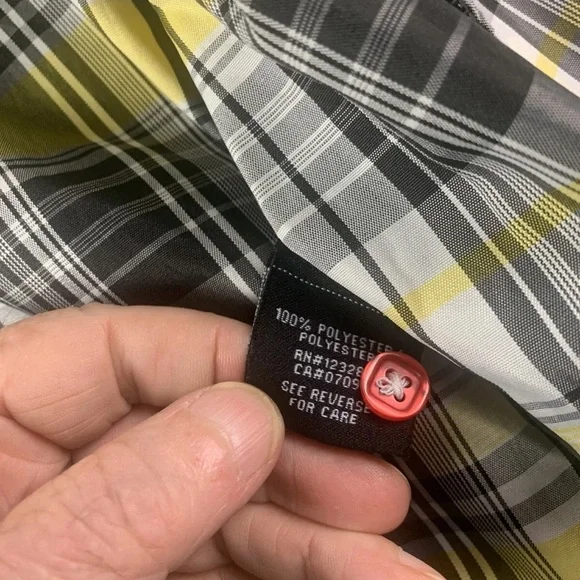 100% POLYESTER
POLYESTER
RN#12328
CA#0709
SEE REVERSE
FOR CARE